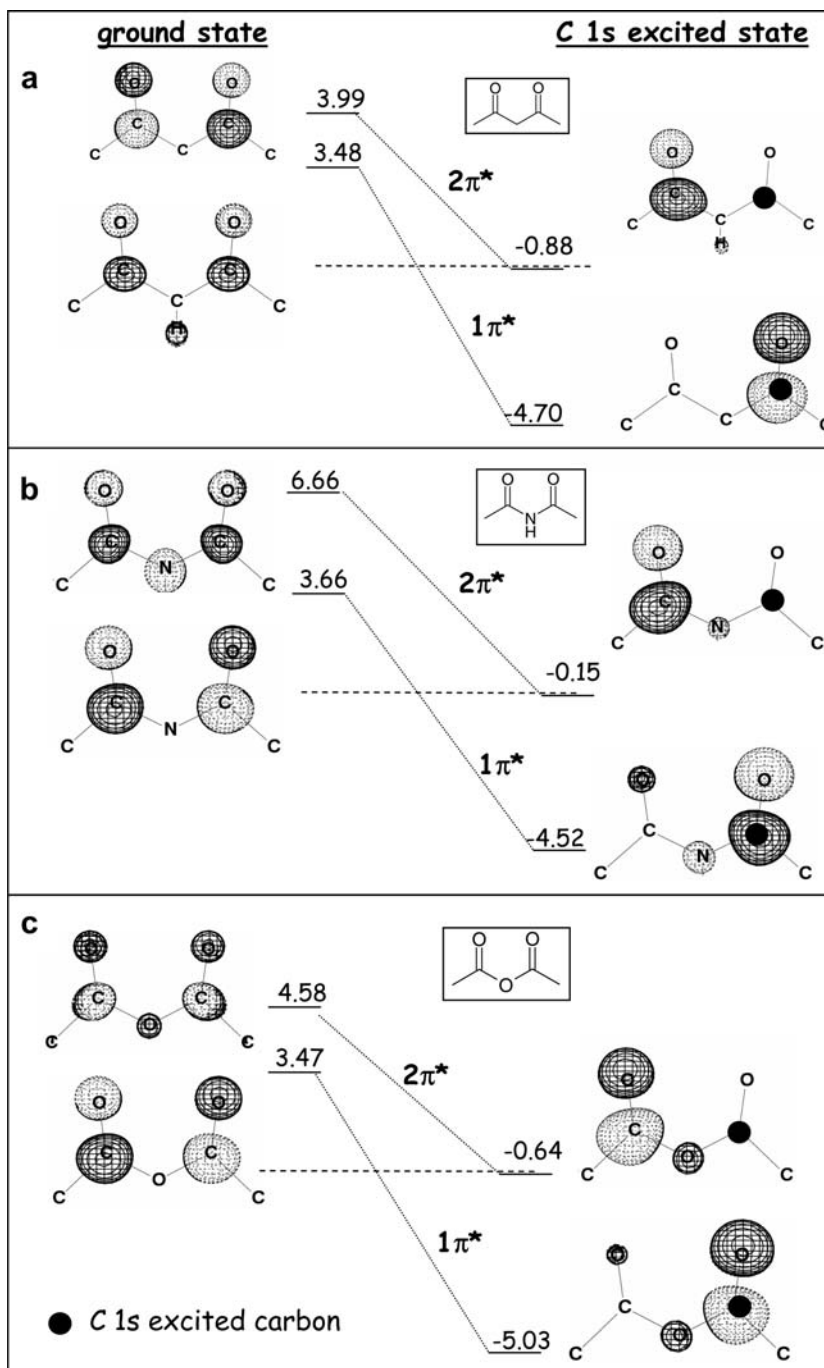 ground state C 1s excited state
a
O O
C C
C C C
3.99
3.48
O O
2π*
O O
C C
C C C
H
1π*
-0.88
O O
C
C C C
H
-4.70
O O
C
C C C
b
O O
C C
C N C
6.66
3.66
O O
N
H
2π*
O O
C C
C N C
1π*
-0.15
O O
C
C N C
-4.52
O O
C
C N C
c
O O
C C
C O C
4.58
3.47
O O
O
2π*
O O
C C
C O C
1π*
-0.64
O O
C
C O C
-5.03
O O
C
C O C
C 1s excited carbon